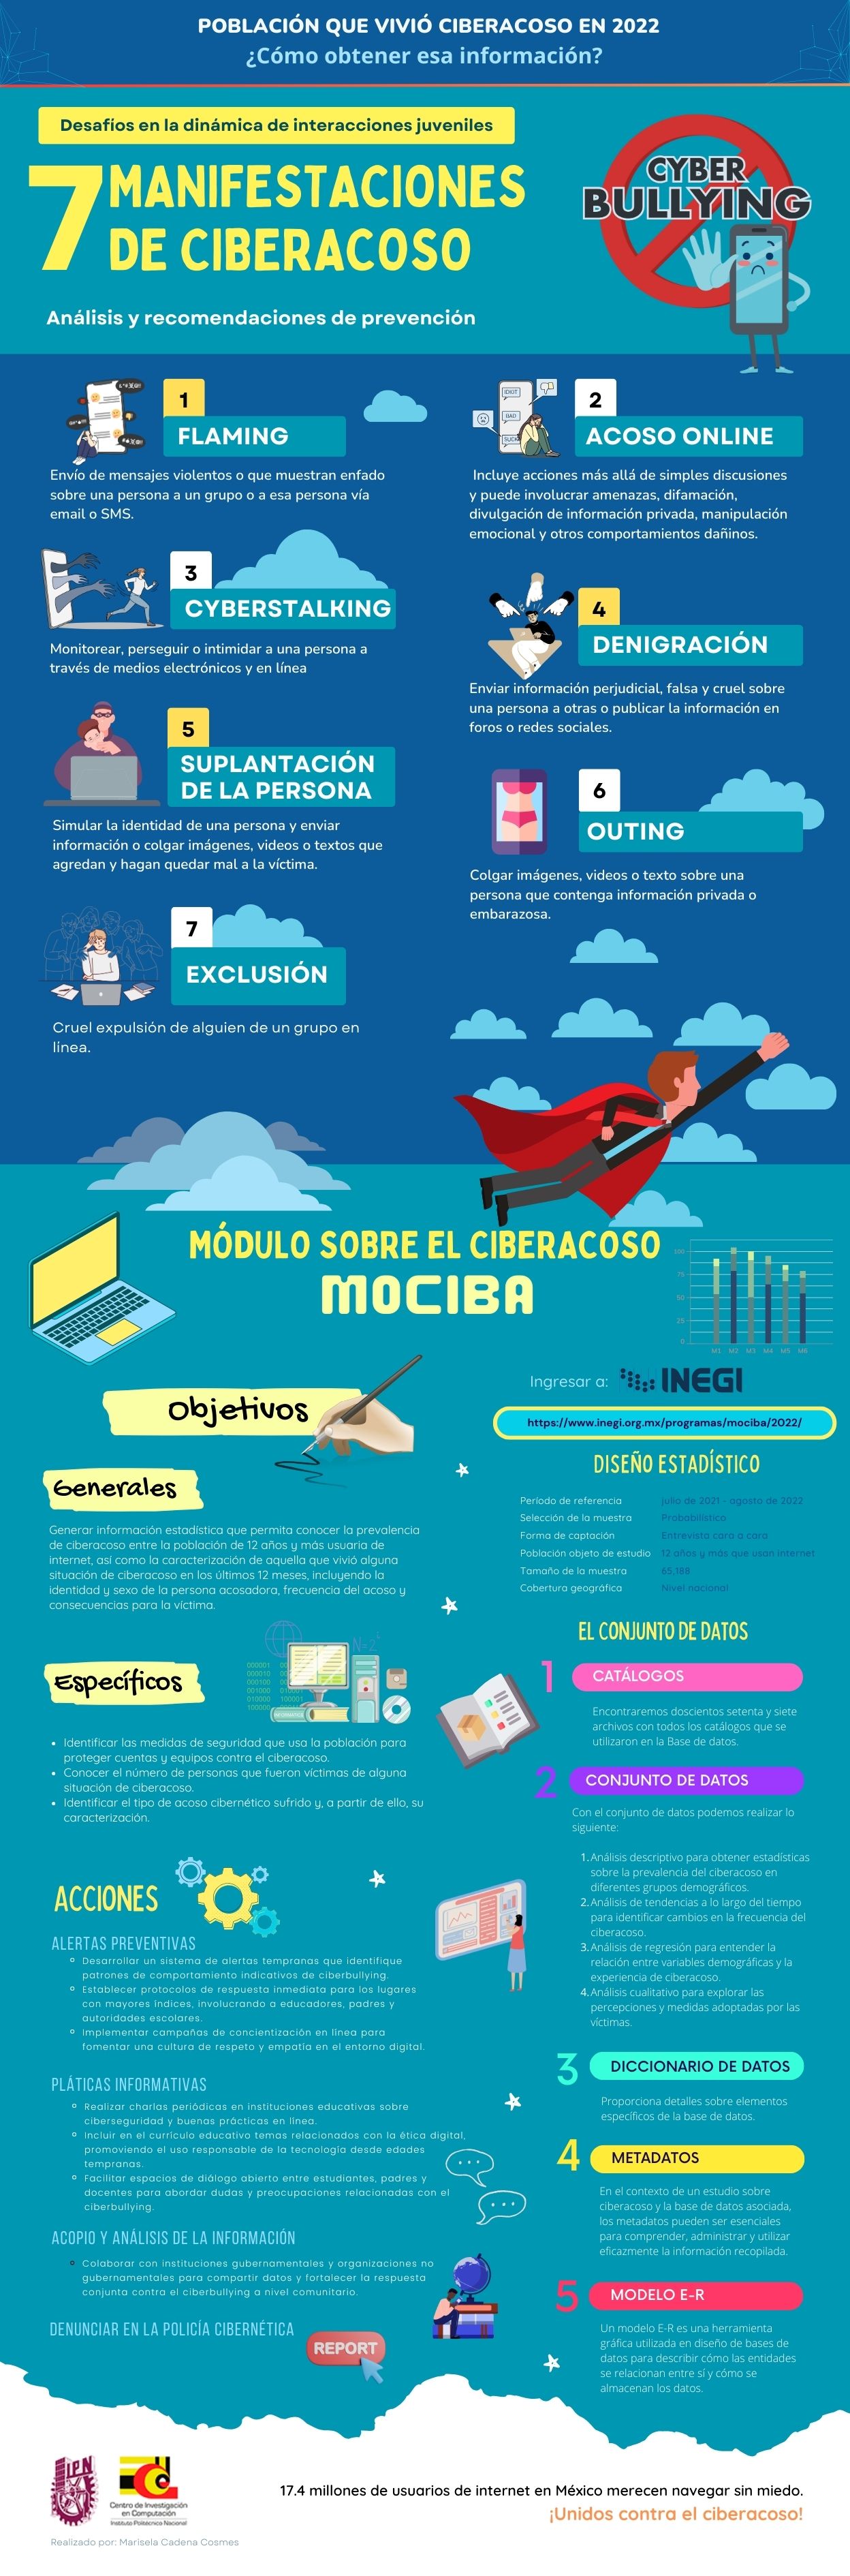 POBLACIÓN QUE VIVIÓ CIBERACOSO EN 2022
¿Cómo obtener esa información?
Desafíos en la dinámica de interacciones juveniles
7 MANIFESTACIONES
DE CIBERACOSO
Análisis y recomendaciones de prevención
CYBER
BULLYING
1
FLAMING
Envío de mensajes violentos o que muestran enfado
sobre una persona a un grupo o a esa persona vía
email o SMS.
IDIOT
BAD
SUCK
2
ACOSO ONLINE
Incluye acciones más allá de simples discusiones
y puede involucrar amenazas, difamación,
divulgación de información privada, manipulación
emocional y otros comportamientos dañinos.
3
CYBERSTALKING
Monitorear, perseguir o intimidar a una persona a
través de medios electrónicos y en línea
4
DENIGRACIÓN
Enviar información perjudicial, falsa y cruel sobre
una persona a otras o publicar la información en
foros o redes sociales.
5
SUPLANTACIÓN
DE LA PERSONA
Simular la identidad de una persona y enviar
información o colgar imágenes, videos o textos que
agredan y hagan quedar mal a la víctima.
6
OUTING
Colgar imágenes, videos o texto sobre una
persona que contenga información privada o
embarazosa.
7
EXCLUSIÓN
Cruel expulsión de alguien de un grupo en
línea.
MÓDULO SOBRE EL CIBERACOSO
MOCIBA
100
75
50
25
0
M1 M2 M3 M4 M5 M6
Objetivos
Generales
Generar información estadística que permita conocer la prevalencia
de ciberacoso entre la población de 12 años y más usuaria de
internet, así como la caracterización de aquella que vivió alguna
situación de ciberacoso en los últimos 12 meses, incluyendo la
identidad y sexo de la persona acosadora, frecuencia del acoso y
consecuencias para la víctima.
Específicos
Identificar las medidas de seguridad que usa la población para
proteger cuentas y equipos contra el ciberacoso.
Conocer el número de personas que fueron víctimas de alguna
situación de ciberacoso.
Identificar el tipo de acoso cibernético sufrido y, a partir de ello, su
caracterización.
ACCIONES
ALERTAS PREVENTIVAS
Desarrollar un sistema de alertas tempranas que identifique
patrones de comportamiento indicativos de ciberbullying.
Establecer protocolos de respuesta inmediata para los lugares
con mayores índices, involucrando a educadores, padres y
autoridades escolares.
Implementar campañas de concientización en línea para
fomentar una cultura de respeto y empatía en el entorno digital.
PLÁTICAS INFORMATIVAS
Realizar charlas periódicas en instituciones educativas sobre
ciberseguridad y buenas prácticas en línea.
Incluir en el currículo educativo temas relacionados con la ética digital,
promoviendo el uso responsable de la tecnología desde edades
tempranas.
Facilitar espacios de diálogo abierto entre estudiantes, padres y
docentes para abordar dudas y preocupaciones relacionadas con el
ciberbullying.
ACOPIO Y ANÁLISIS DE LA INFORMACIÓN
Colaborar con instituciones gubernamentales y organizaciones no
gubernamentales para compartir datos y fortalecer la respuesta
conjunta contra el ciberbullying a nivel comunitario.
DENUNCIAR EN LA POLICÍA CIBERNÉTICA
REPORT
Ingresar a: INEGI
https://www.inegi.org.mx/programas/mociba/2022/
DISEÑO ESTADÍSTICO
Período de referencia julio de 2021 - agosto de 2022
Selección de la muestra Probabilístico
Forma de captación Entrevista cara a cara
Población objeto de estudio 12 años y más que usan internet
Tamaño de la muestra 65,188
Cobertura geográfica Nivel nacional
EL CONJUNTO DE DATOS
1 CATÁLOGOS
Encontraremos doscientos setenta y siete
archivos con todos los catálogos que se
utilizaron en la Base de datos.
2 CONJUNTO DE DATOS
Con el conjunto de datos podemos realizar lo
siguiente:
1. Análisis descriptivo para obtener estadísticas
sobre la prevalencia del ciberacoso en
diferentes grupos demográficos.
2. Análisis de tendencias a lo largo del tiempo
para identificar cambios en la frecuencia del
ciberacoso.
3. Análisis de regresión para entender la
relación entre variables demográficas y la
experiencia de ciberacoso.
4. Análisis cualitativo para explorar las
percepciones y medidas adoptadas por las
víctimas.
3 DICCIONARIO DE DATOS
Proporciona detalles sobre elementos
específicos de la base de datos.
4 METADATOS
En el contexto de un estudio sobre
ciberacoso y la base de datos asociada,
los metadatos pueden ser esenciales
para comprender, administrar y utilizar
eficazmente la información recopilada.
5 MODELO E-R
Un modelo E-R es una herramienta
gráfica utilizada en diseño de bases de
datos para describir cómo las entidades
se relacionan entre sí y cómo se
almacenan los datos.
IPN
Centro de Investigación
en Computación
Instituto Politécnico Nacional
Realizado por: Marisela Cadena Cosmes
17.4 millones de usuarios de internet en México merecen navegar sin miedo.
¡Unidos contra el ciberacoso!